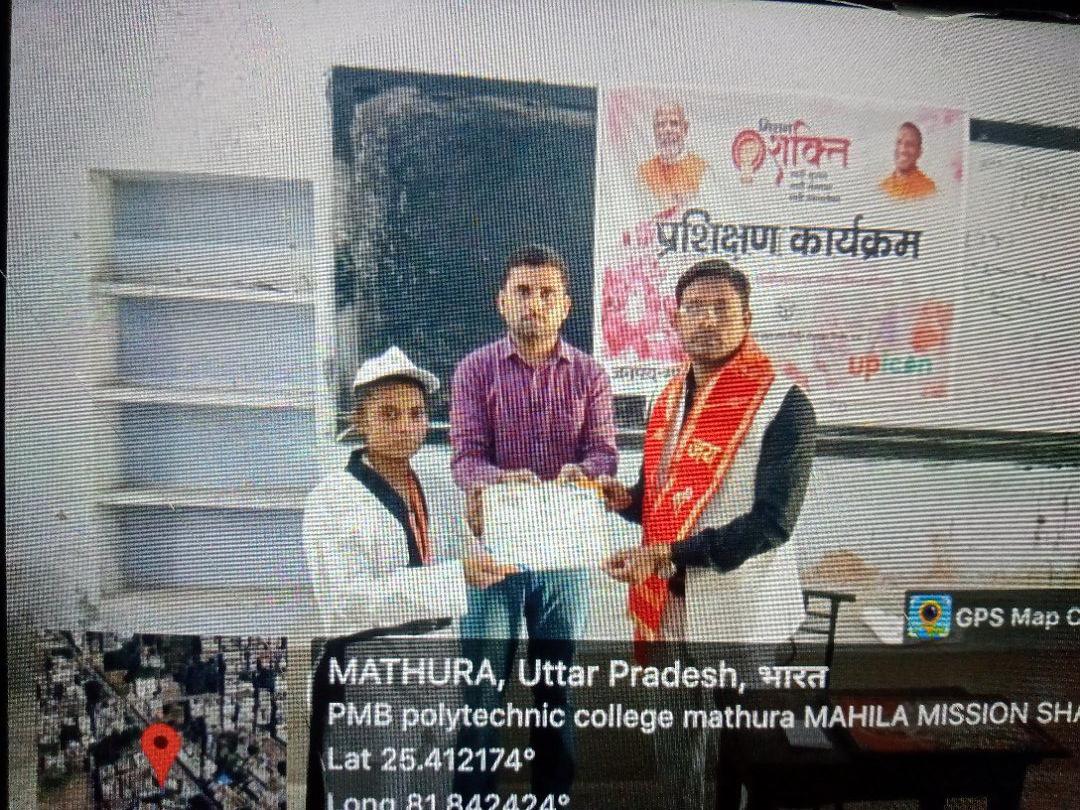 मिशन
शक्ति
प्रशिक्षण कार्यक्रम
upicon
जय
GPS Map C
MATHURA, Uttar Pradesh, भारत
PMB polytechnic college mathura MAHILA MISSION SHA
Lat 25.412174°
Long 81.842424°